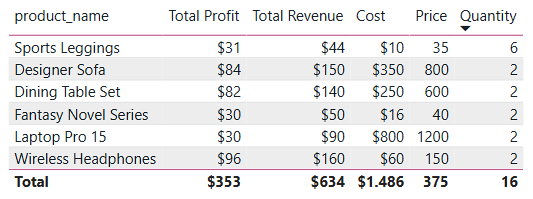 product_name Total Profit Total Revenue Cost Price Quantity
Sports Leggings $31 $44 $10 35 6
Designer Sofa $84 $150 $350 800 2
Dining Table Set $82 $140 $250 600 2
Fantasy Novel Series $30 $50 $16 40 2
Laptop Pro 15 $30 $90 $800 1200 2
Wireless Headphones $96 $160 $60 150 2
Total $353 $634 $1.486 375 16